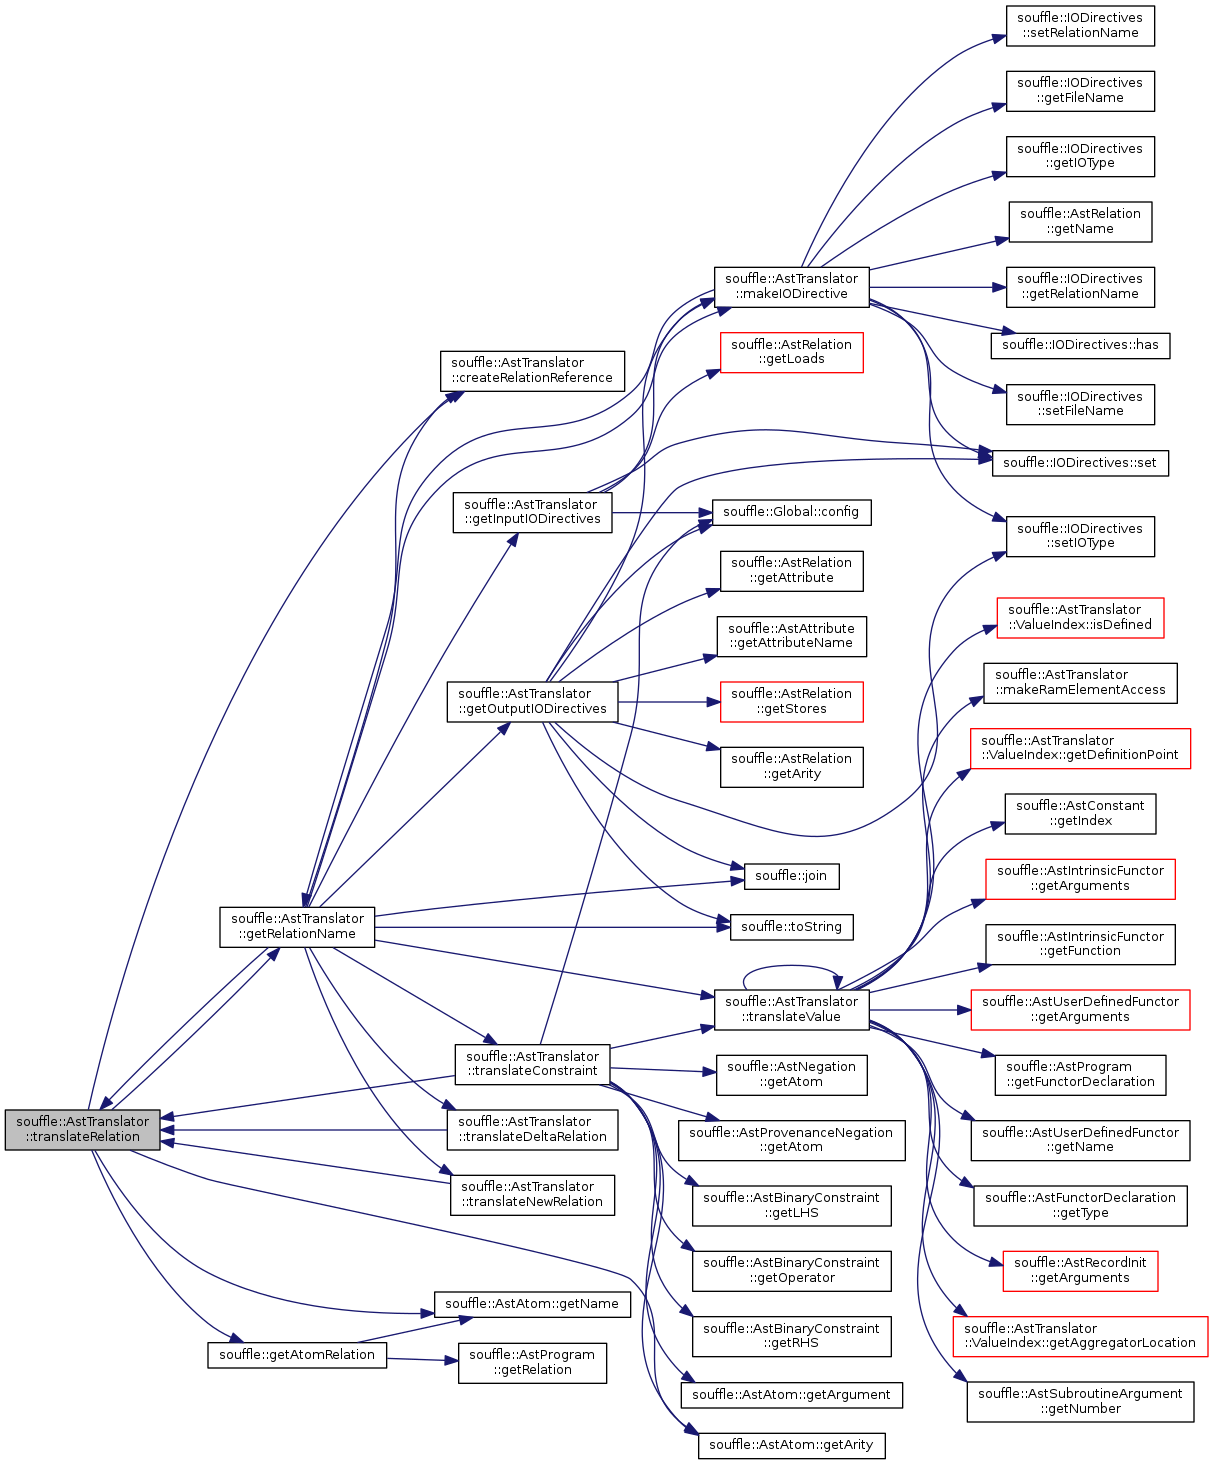 souffle::IODirectives
::setRelationName
souffle::IODirectives
::getFileName
souffle::IODirectives
::getIOType
souffle::AstRelation
::getName
souffle::AstTranslator
::makeIODirective
souffle::IODirectives
::getRelationName
souffle::IODirectives::has
souffle::AstRelation
::getLoads
souffle::AstTranslator
::createRelationReference
souffle::IODirectives
::setFileName
souffle::IODirectives::set
souffle::AstTranslator
::getInputIODirectives
souffle::Global::config
souffle::IODirectives
::setIOType
souffle::AstRelation
::getAttribute
souffle::AstTranslator
::ValueIndex::isDefined
souffle::AstAttribute
::getAttributeName
souffle::AstTranslator
::makeRamElementAccess
souffle::AstTranslator
::getOutputIODirectives
souffle::AstRelation
::getStores
souffle::AstTranslator
::ValueIndex::getDefinitionPoint
souffle::AstRelation
::getArity
souffle::AstConstant
::getIndex
souffle::join
souffle::AstIntrinsicFunctor
::getArguments
souffle::AstTranslator
::getRelationName
souffle::toString
souffle::AstIntrinsicFunctor
::getFunction
souffle::AstTranslator
::translateValue
souffle::AstUserDefinedFunctor
::getArguments
souffle::AstTranslator
::translateConstraint
souffle::AstNegation
::getAtom
souffle::AstProgram
::getFunctorDeclaration
souffle::AstTranslator
::translateRelation
souffle::AstTranslator
::translateDeltaRelation
souffle::AstProvenanceNegation
::getAtom
souffle::AstUserDefinedFunctor
::getName
souffle::AstTranslator
::translateNewRelation
souffle::AstBinaryConstraint
::getLHS
souffle::AstFunctorDeclaration
::getType
souffle::AstBinaryConstraint
::getOperator
souffle::AstRecordInit
::getArguments
souffle::AstAtom::getName
souffle::AstBinaryConstraint
::getRHS
souffle::AstTranslator
::ValueIndex::getAggregatorLocation
souffle::getAtomRelation
souffle::AstProgram
::getRelation
souffle::AstAtom::getArgument
souffle::AstSubroutineArgument
::getNumber
souffle::AstAtom::getArity